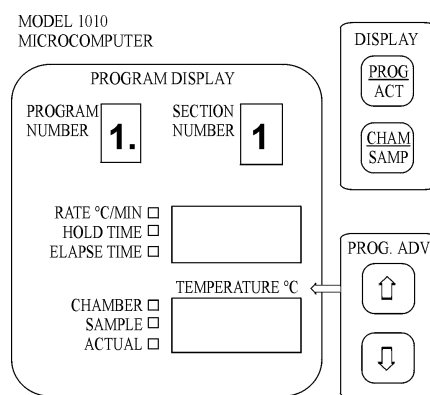 MODEL 1010
MICROCOMPUTER
PROGRAM DISPLAY
PROGRAM
NUMBER
1.
SECTION
NUMBER
1
RATE °C/MIN
HOLD TIME
ELAPSE TIME
TEMPERATURE °C
CHAMBER
SAMPLE
ACTUAL
DISPLAY
PROG
ACT
CHAM
SAMP
PROG. ADV